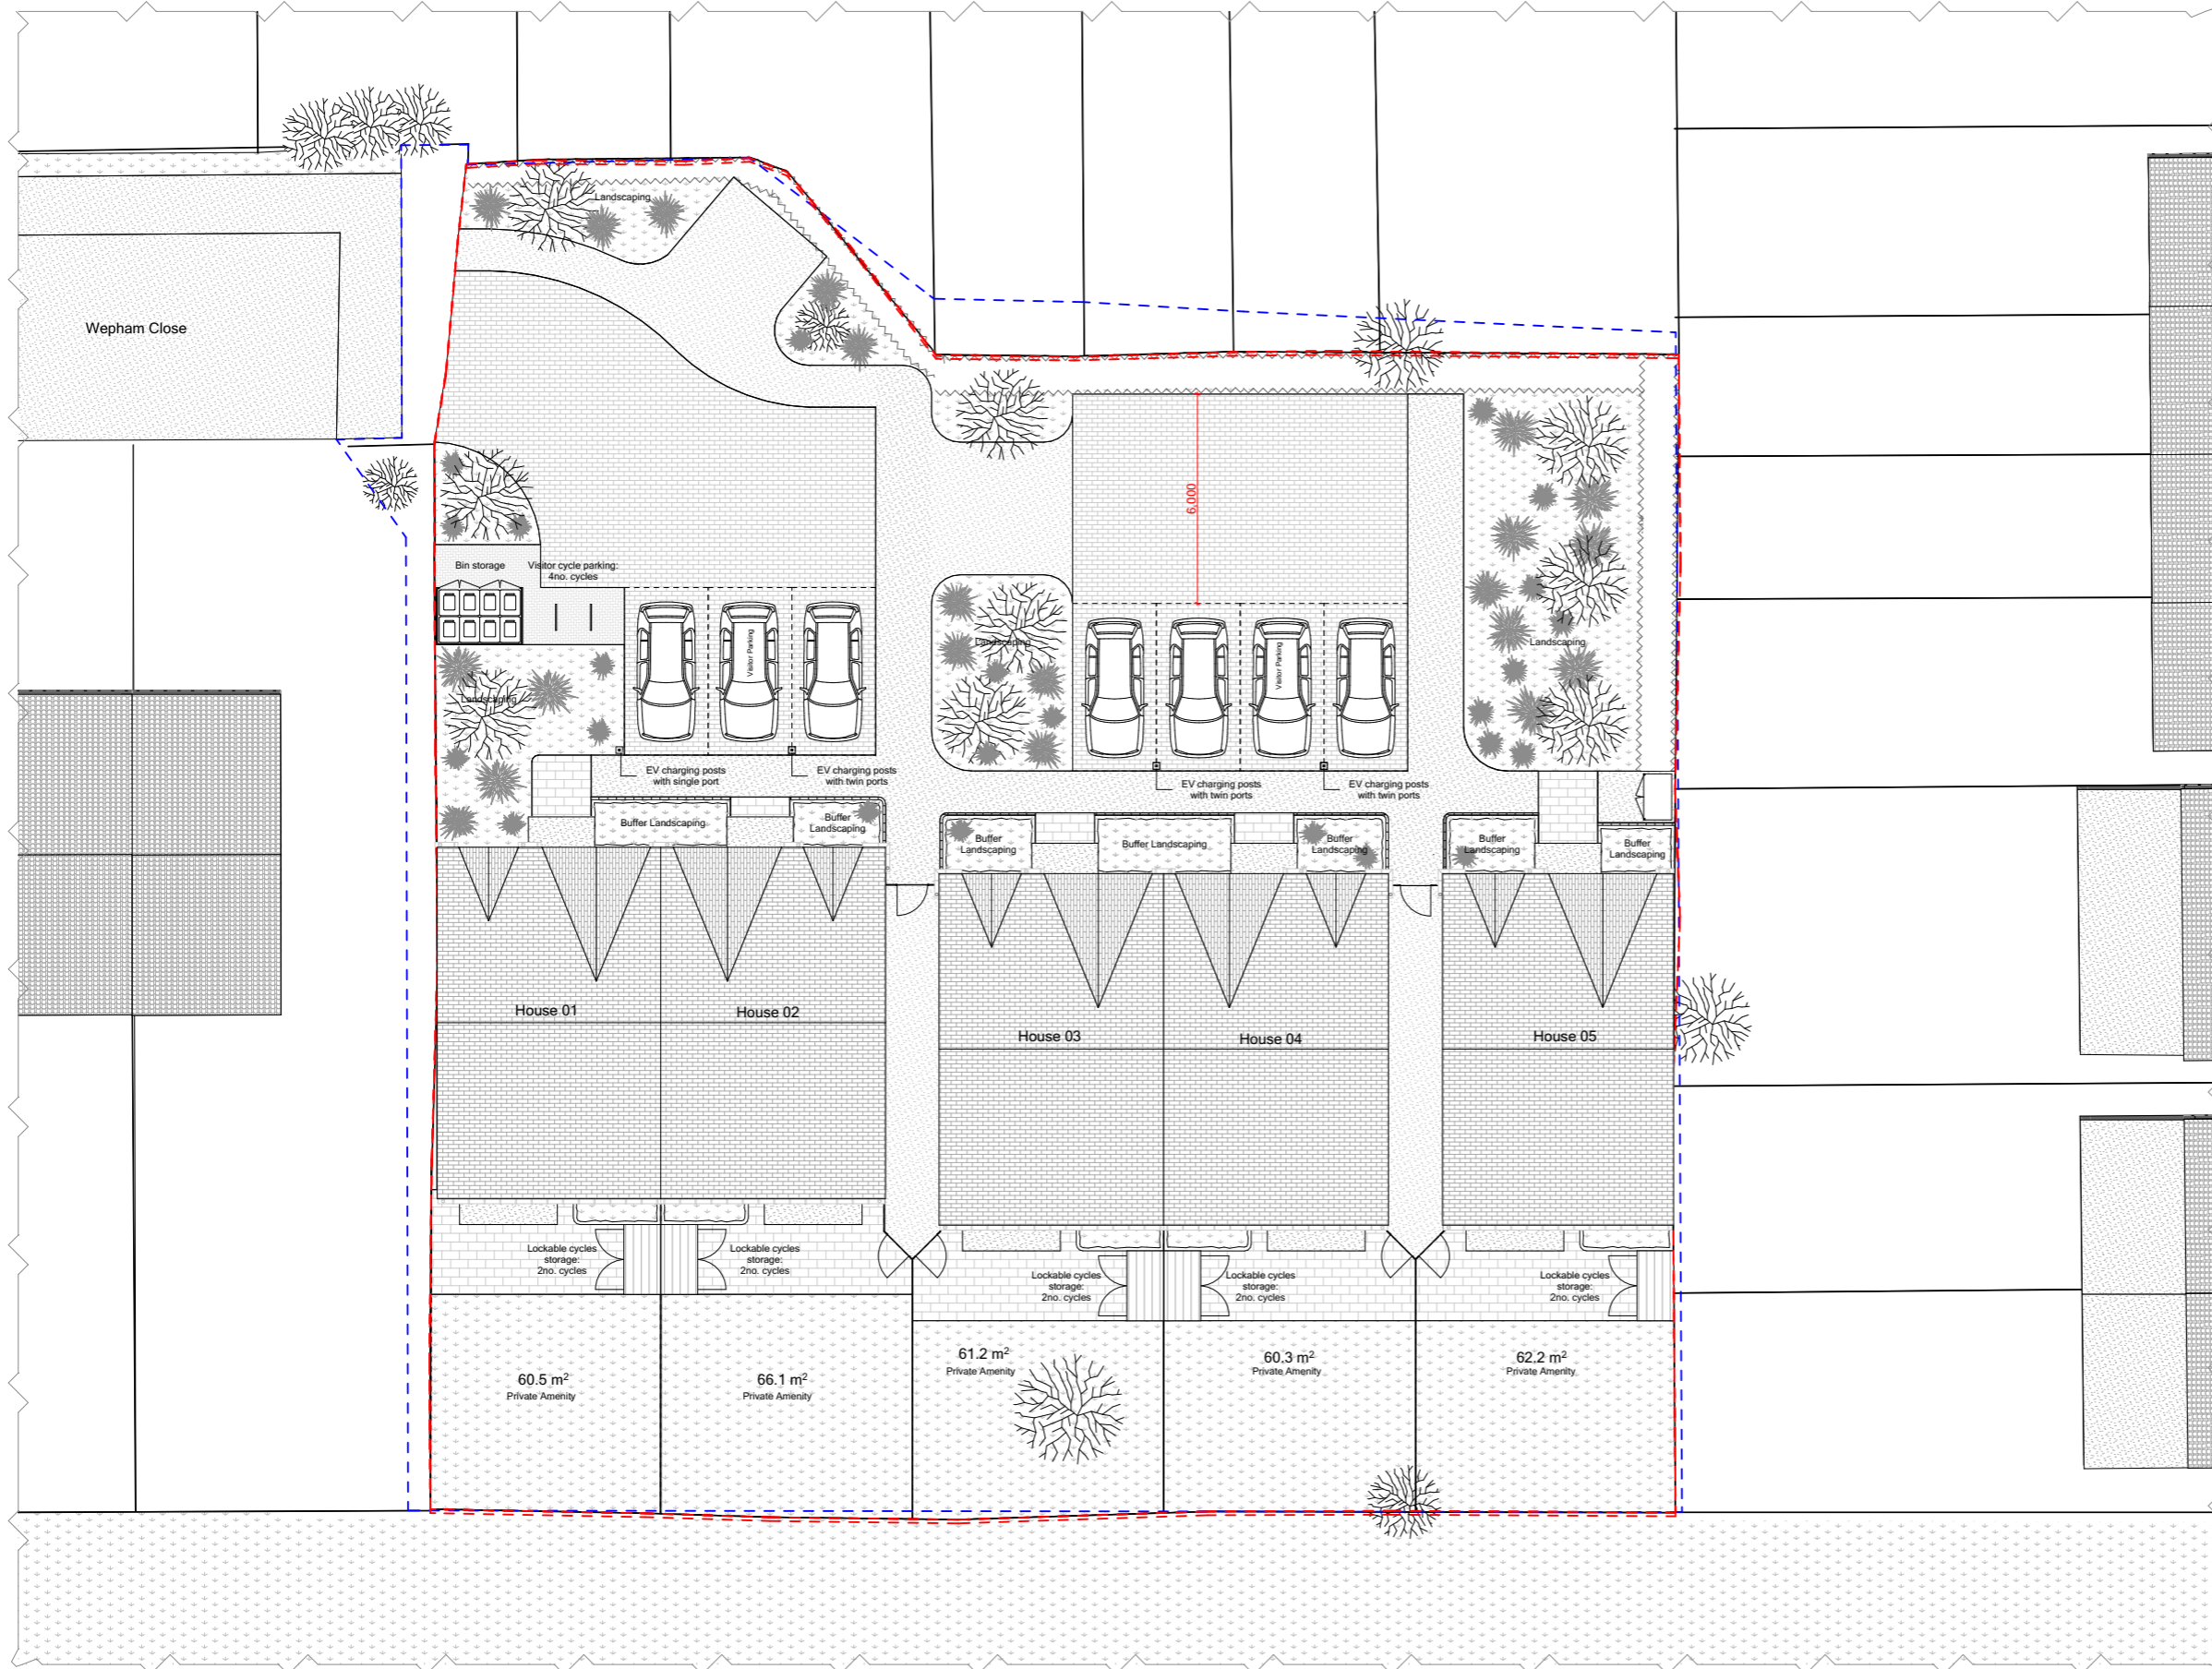 Landscaping
Wepham Close
6,000
Bin storage
Visitor cycle parking:
4no. cycles
Visitor Parking
Landscaping
Visitor Parking
Landscaping
Landscaping
EV charging posts
with single port
EV charging posts
with twin ports
EV charging posts
with twin ports
EV charging posts
with twin ports
Buffer Landscaping
Buffer
Landscaping
Buffer
Landscaping
Buffer Landscaping
Buffer
Landscaping
Buffer
Landscaping
Buffer
Landscaping
House 01
House 02
House 03
House 04
House 05
Lockable cycles
storage:
2no. cycles
Lockable cycles
storage:
2no. cycles
Lockable cycles
storage:
2no. cycles
Lockable cycles
storage:
2no. cycles
Lockable cycles
storage:
2no. cycles
60.5 m²
Private Amenity
66.1 m²
Private Amenity
61.2 m²
Private Amenity
60.3 m²
Private Amenity
62.2 m²
Private Amenity